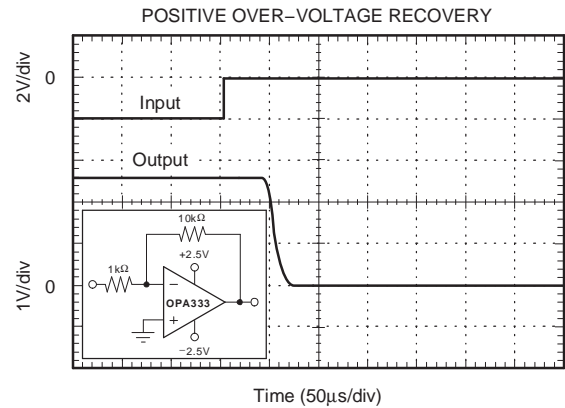 POSITIVE OVER−VOLTAGE RECOVERY
2V/div
0
Input
Output
10kΩ
+2.5V
1kΩ
−
OPA333
+
−2.5V
1V/div
0
Time (50µs/div)